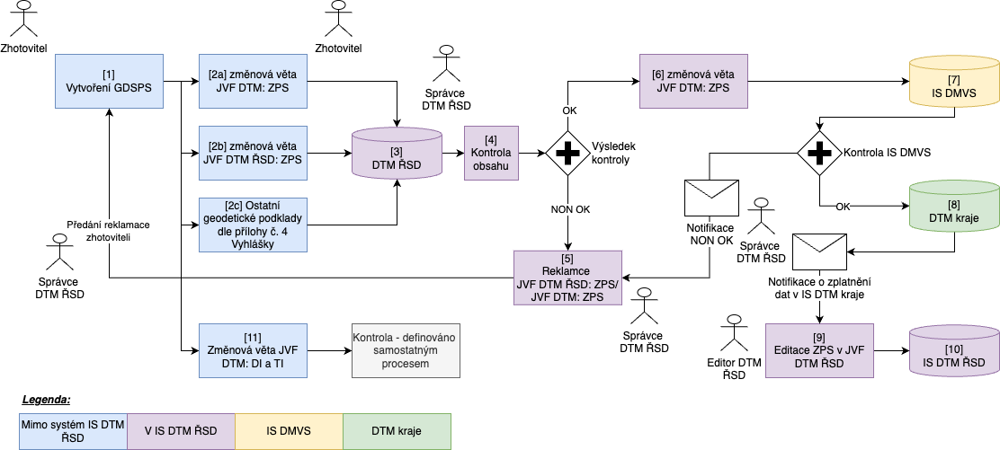 Zhotovitel
Zhotovitel
[1]
Vytvoření GDSPS
[2a] změnová věta
JVF DTM: ZPS
Správce
DTM ŘSD
[6] změnová věta
JVF DTM: ZPS
[7]
IS DMVS
OK
[2b] změnová věta
JVF DTM ŘSD: ZPS
[3]
DTM ŘSD
[4]
Kontrola
obsahu
Výsledek
kontroly
Kontrola IS DMVS
[2c] Ostatní
geodetické podklady
dle přílohy č. 4
Vyhlášky
Předání reklamace
zhotoviteli
NON OK
Notifikace
NON OK
Správce
DTM ŘSD
OK
[8]
DTM kraje
Správce
DTM ŘSD
[5]
Reklamce
JVF DTM ŘSD: ZPS/
JVF DTM: ZPS
Notifikace o zplatnění
dat v IS DTM kraje
Správce
DTM ŘSD
[11]
Změnová věta JVF
DTM: DI a TI
Kontrola - definováno
samostatným
procesem
Editor DTM
ŘSD
[9]
Editace ZPS v JVF
DTM ŘSD
[10]
IS DTM ŘSD
Legenda:
Mimo systém IS DTM
ŘSD
V IS DTM ŘSD
IS DMVS
DTM kraje